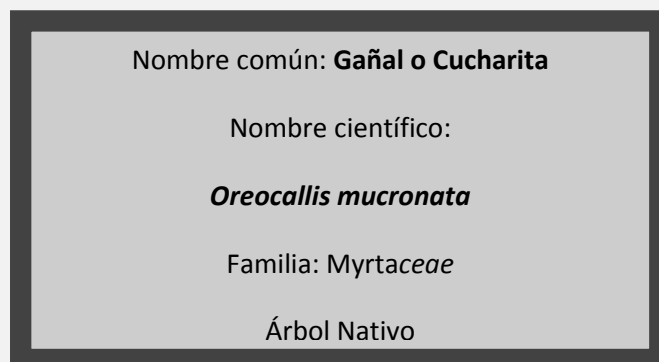 Nombre común: Gañal o Cucharita
Nombre científico:
Oreocallis mucronata
Familia: Myrtaceae
Árbol Nativo